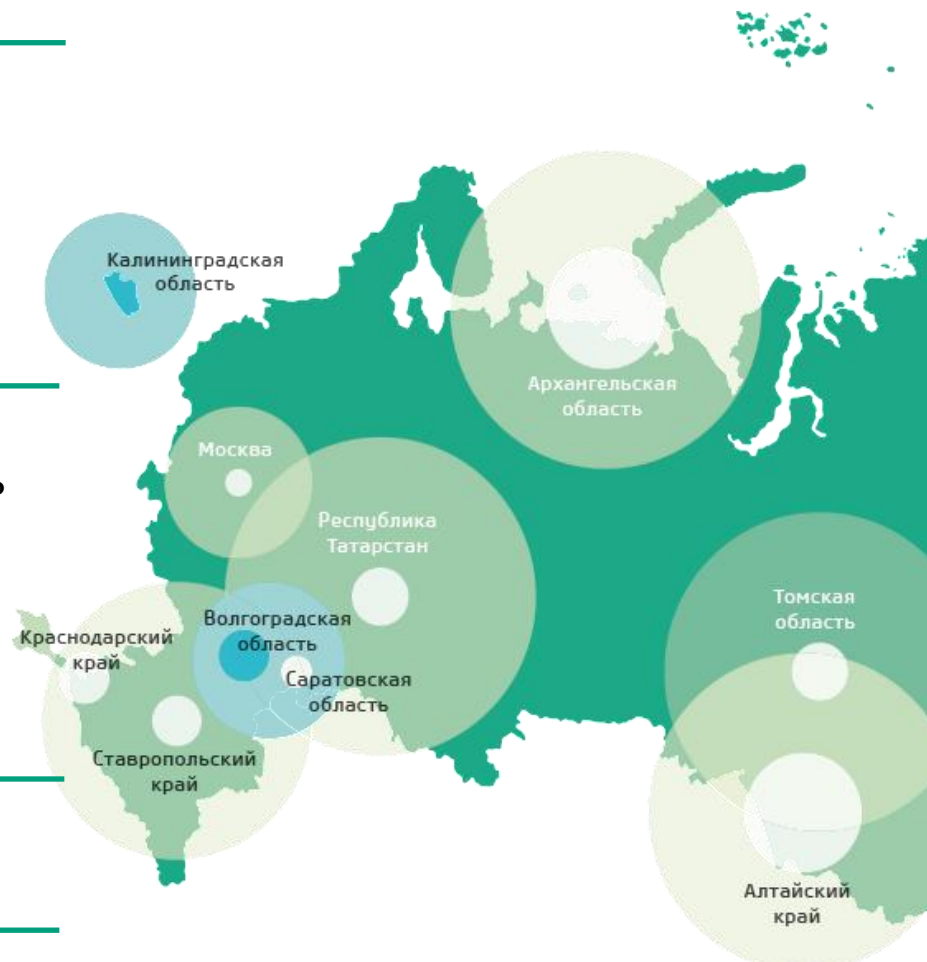 Калининградская
область
Архангельская
область
Москва
Республика
Татарстан
Томская
область
Волгоградская
область
Краснодарский
край
Саратовская
область
Ставропольский
край
Алтайский
край